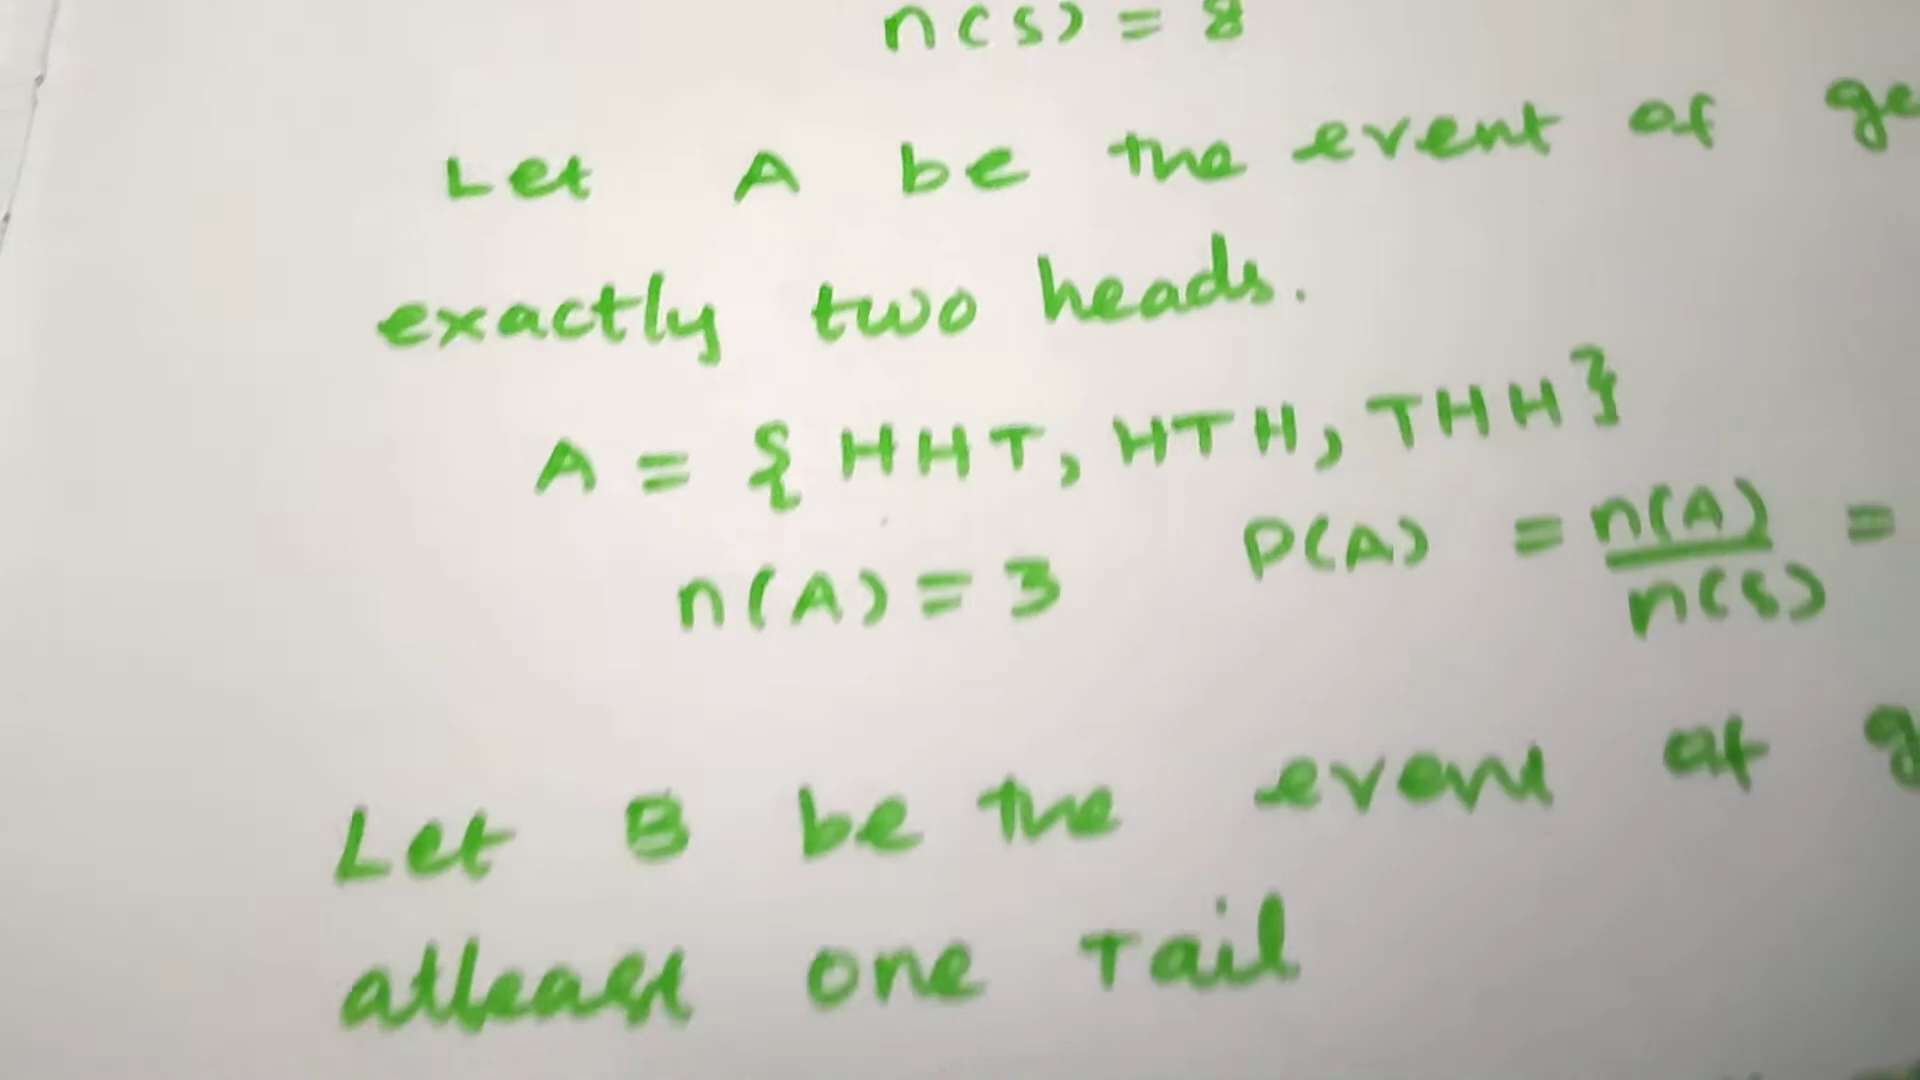 n(s) = 8
Let A be the event of ge
exactly two heads.
A = { HHT, HTH, THH}
n(A) = 3 P(A) = n(A)/n(s) =
Let B be the event of g
atleast one Tail